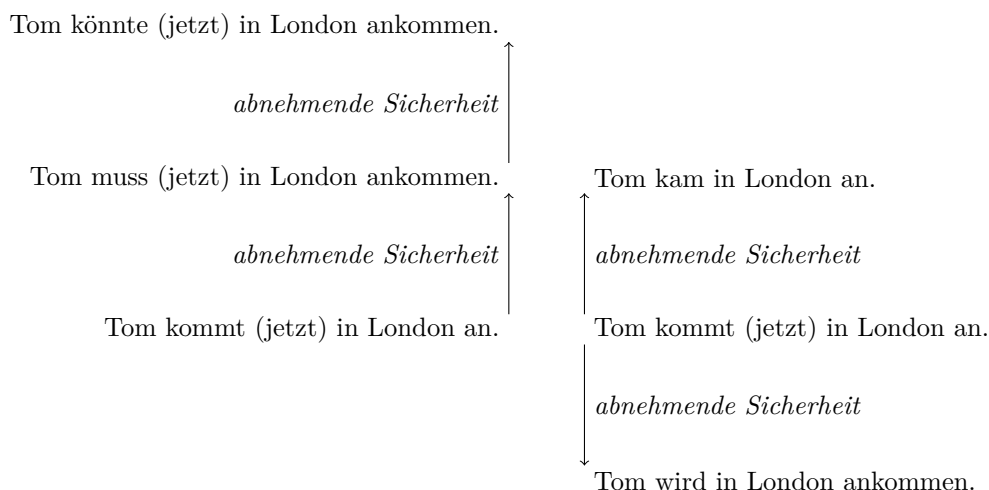 Tom könnte (jetzt) in London ankommen.
abnehmende Sicherheit
Tom muss (jetzt) in London ankommen.
abnehmende Sicherheit
Tom kommt (jetzt) in London an.
Tom kam in London an.
abnehmende Sicherheit
Tom kommt (jetzt) in London an.
abnehmende Sicherheit
Tom wird in London ankommen.